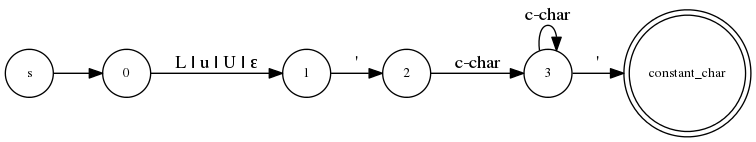 c-char
L | u | U | ε ' c-char '
s 0 1 2 3 constant_char